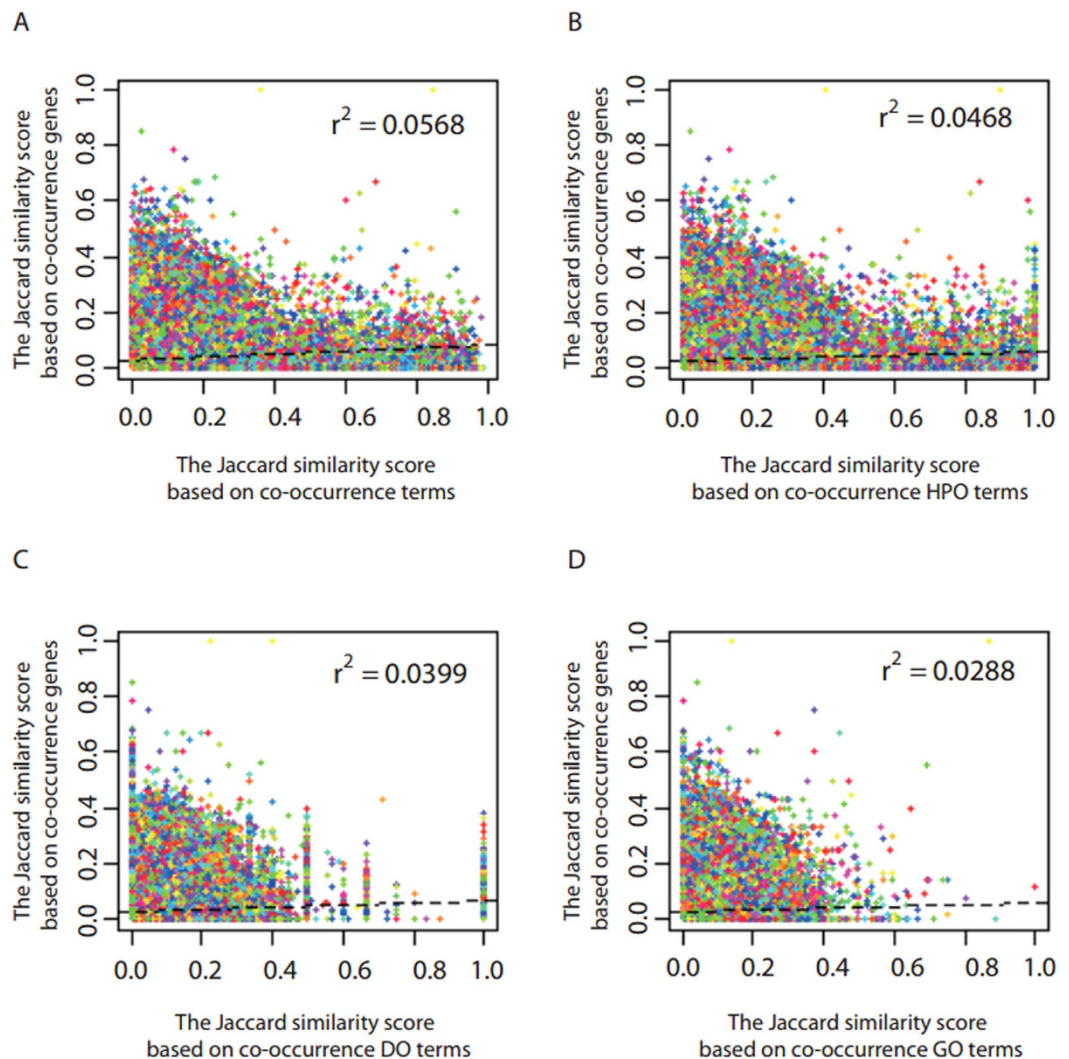 A
The Jaccard similarity score
based on co-occurrence genes
1.0
0.8
0.6
0.4
0.2
0.0
r² = 0.0568
0.0 0.2 0.4 0.6 0.8 1.0
The Jaccard similarity score
based on co-occurrence terms
B
The Jaccard similarity score
based on co-occurrence genes
1.0
0.8
0.6
0.4
0.2
0.0
r² = 0.0468
0.0 0.2 0.4 0.6 0.8 1.0
The Jaccard similarity score
based on co-occurrence HPO terms
C
The Jaccard similarity score
based on co-occurrence genes
1.0
0.8
0.6
0.4
0.2
0.0
r² = 0.0399
0.0 0.2 0.4 0.6 0.8 1.0
The Jaccard similarity score
based on co-occurrence DO terms
D
The Jaccard similarity score
based on co-occurrence genes
1.0
0.8
0.6
0.4
0.2
0.0
r² = 0.0288
0.0 0.2 0.4 0.6 0.8 1.0
The Jaccard similarity score
based on co-occurrence GO terms